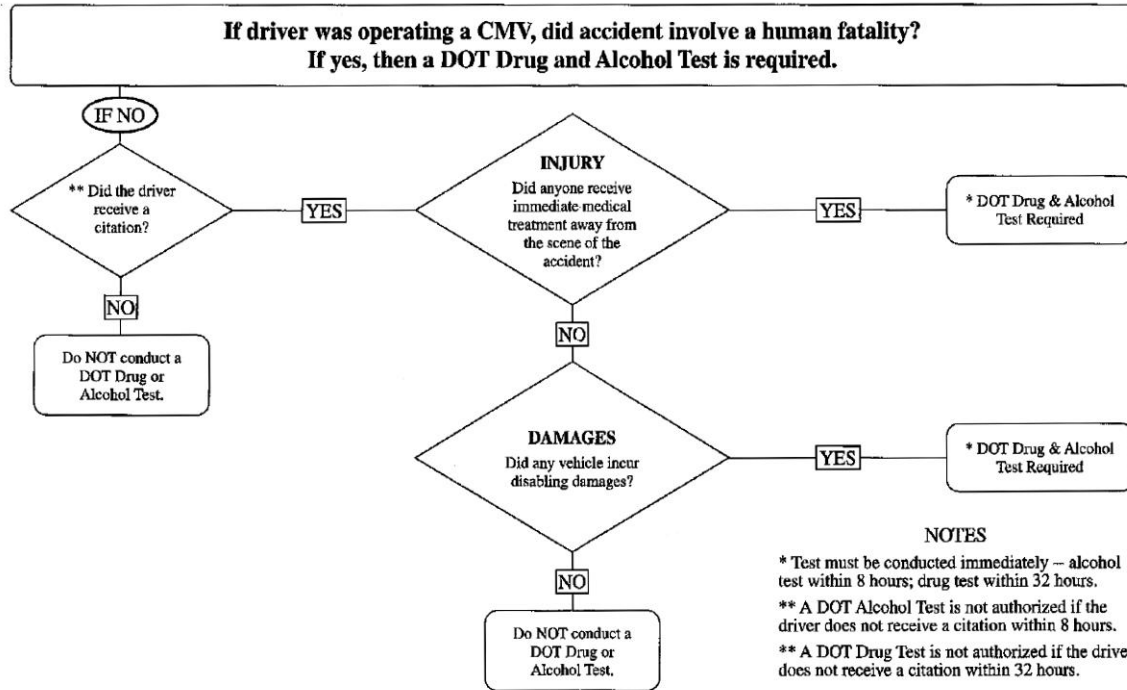 If driver was operating a CMV, did accident involve a human fatality?
If yes, then a DOT Drug and Alcohol Test is required.
IF NO
** Did the driver
receive a
citation?
YES
INJURY
Did anyone receive
immediate medical
treatment away from
the scene of the
accident?
YES
* DOT Drug & Alcohol
Test Required
NO
Do NOT conduct a
DOT Drug or
Alcohol Test.
NO
DAMAGES
Did any vehicle incur
disabling damages?
YES
* DOT Drug & Alcohol
Test Required
NO
Do NOT conduct a
DOT Drug or
Alcohol Test.
NOTES
* Test must be conducted immediately – alcohol
test within 8 hours; drug test within 32 hours.
** A DOT Alcohol Test is not authorized if the
driver does not receive a citation within 8 hours.
** A DOT Drug Test is not authorized if the drive
does not receive a citation within 32 hours.